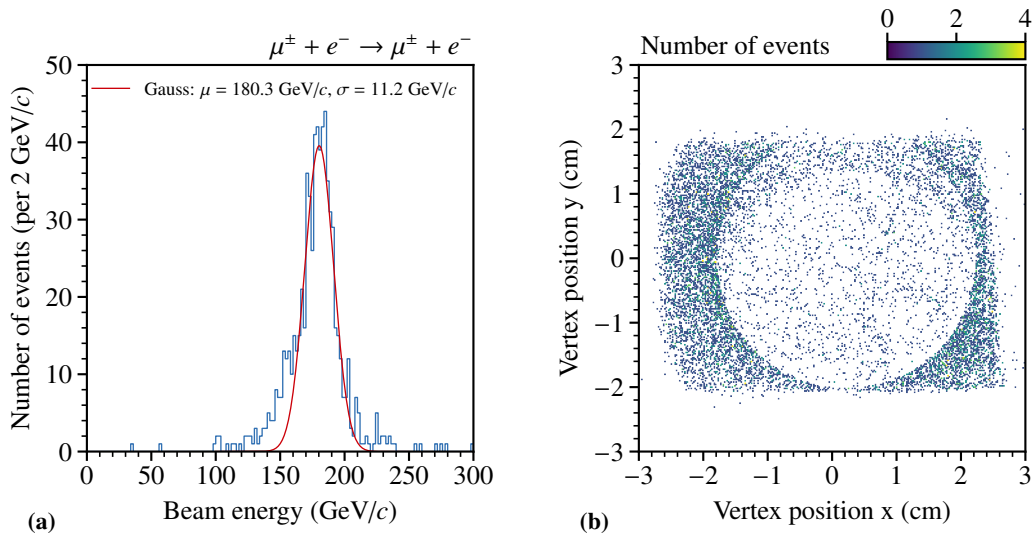 μ± + e− → μ± + e−
50
40
30
20
10
0
Number of events (per 2 GeV/c)
Gauss: μ = 180.3 GeV/c, σ = 11.2 GeV/c
0 50 100 150 200 250 300
Beam energy (GeV/c)
(a)
0 2 4
Number of events
3
2
1
0
−1
−2
−3
Vertex position y (cm)
−3 −2 −1 0 1 2 3
Vertex position x (cm)
(b)